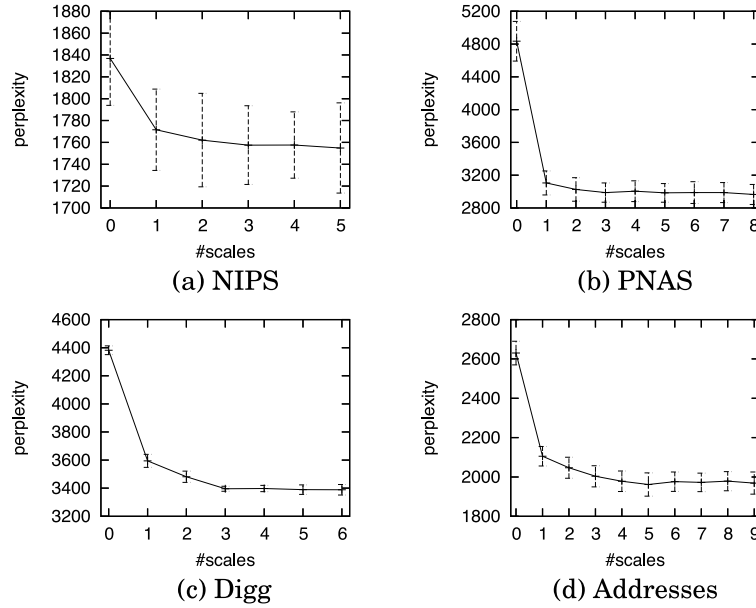 1880
1860
1840
1820
1800
1780
1760
1740
1720
1700
perplexity
0 1 2 3 4 5
#scales
(a) NIPS
5200
4800
4400
4000
3600
3200
2800
perplexity
0 1 2 3 4 5 6 7 8
#scales
(b) PNAS
4600
4400
4200
4000
3800
3600
3400
3200
perplexity
0 1 2 3 4 5 6
#scales
(c) Digg
2800
2600
2400
2200
2000
1800
perplexity
0 1 2 3 4 5 6 7 8 9
#scales
(d) Addresses